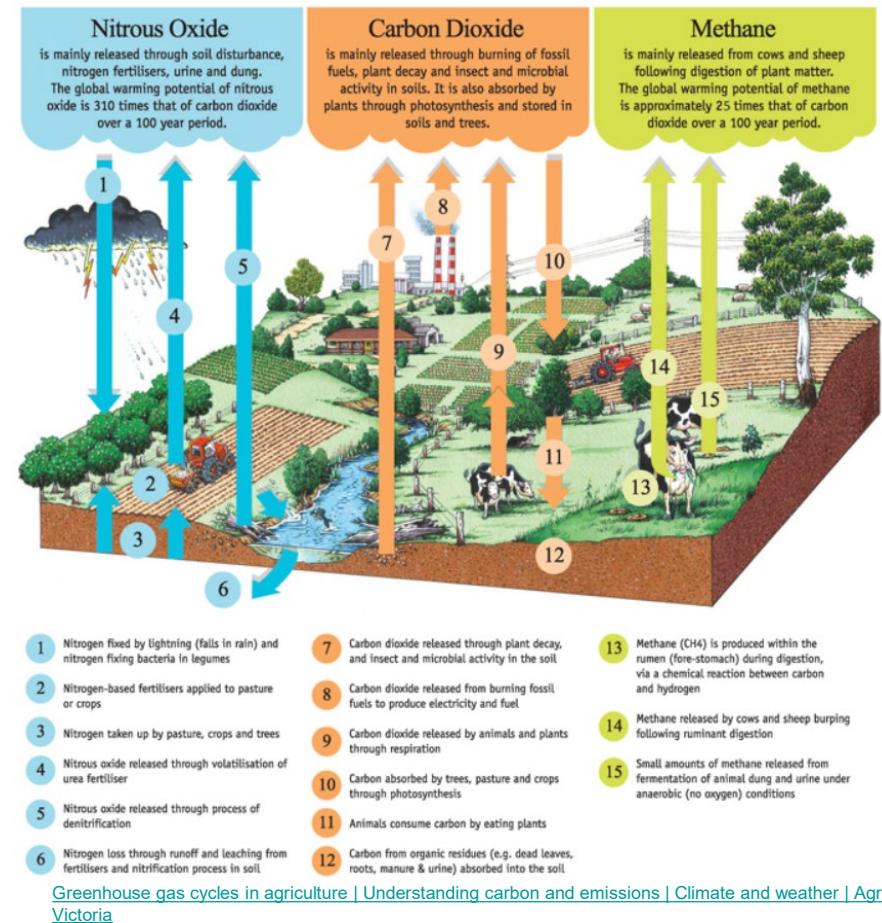 Nitrous Oxide
is mainly released through soil disturbance,
nitrogen fertilisers, urine and dung.
The global warming potential of nitrous
oxide is 310 times that of carbon dioxide
over a 100 year period.
Carbon Dioxide
is mainly released through burning of fossil
fuels, plant decay and insect and microbial
activity in soils. It is also absorbed by
plants through photosynthesis and stored in
soils and trees.
Methane
is mainly released from cows and sheep
following digestion of plant matter.
The global warming potential of methane
is approximately 25 times that of carbon
dioxide over a 100 year period.
1
2
3
4
5
6
7
8
9
10
11
12
13
14
15
1 Nitrogen fixed by lightning (falls in rain) and
nitrogen fixing bacteria in legumes
2 Nitrogen-based fertilisers applied to pasture
or crops
3 Nitrogen taken up by pasture, crops and trees
4 Nitrous oxide released through volatilisation of
urea fertiliser
5 Nitrous oxide released through process of
denitrification
6 Nitrogen loss through runoff and leaching from
fertilisers and nitrification process in soil
7 Carbon dioxide released through plant decay,
and insect and microbial activity in the soil
8 Carbon dioxide released from burning fossil
fuels to produce electricity and fuel
9 Carbon dioxide released by animals and plants
through respiration
10 Carbon absorbed by trees, pasture and crops
through photosynthesis
11 Animals consume carbon by eating plants
12 Carbon from organic residues (e.g. dead leaves,
roots, manure & urine) absorbed into the soil
13 Methane (CH4) is produced within the
rumen (fore-stomach) during digestion,
via a chemical reaction between carbon
and hydrogen
14 Methane released by cows and sheep burping
following ruminant digestion
15 Small amounts of methane released from
fermentation of animal dung and urine under
anaerobic (no oxygen) conditions
Greenhouse gas cycles in agriculture | Understanding carbon and emissions | Climate and weather | Agr
Victoria